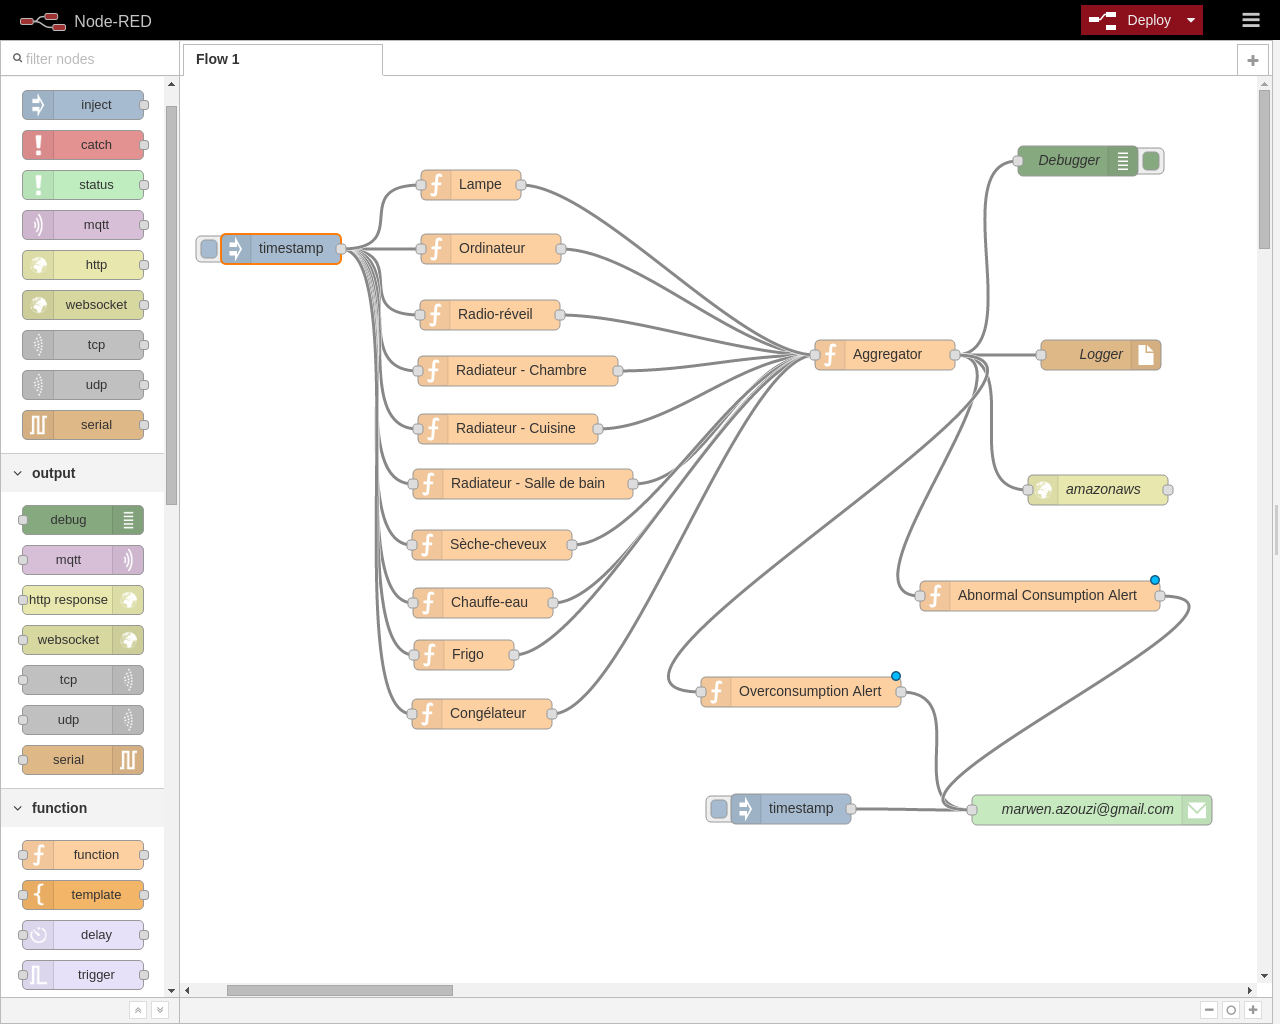 Node-RED
Deploy
filter nodes
Flow 1
inject
catch
status
mqtt
http
websocket
tcp
udp
serial
output
debug
mqtt
http response
websocket
tcp
udp
serial
function
function
template
delay
trigger
timestamp
Lampe
Ordinateur
Radio-réveil
Radiateur - Chambre
Radiateur - Cuisine
Radiateur - Salle de bain
Sèche-cheveux
Chauffe-eau
Frigo
Congélateur
Aggregator
Debugger
Logger
amazonaws
Abnormal Consumption Alert
Overconsumption Alert
timestamp
marwen.azouzi@gmail.com